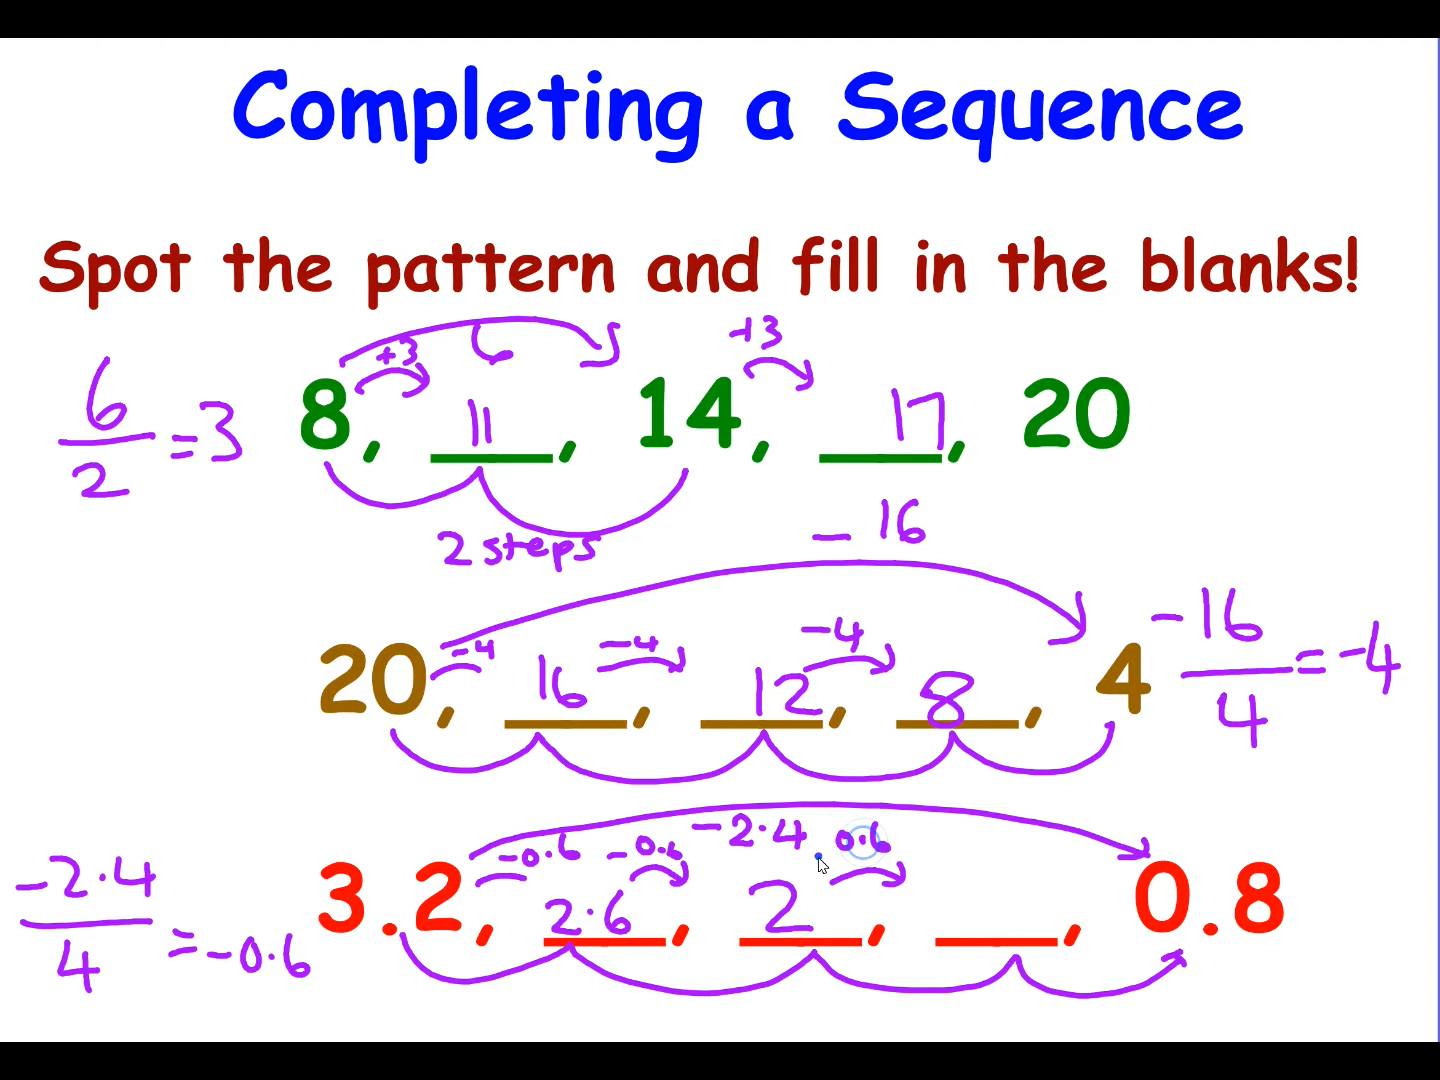 Completing a Sequence
Spot the pattern and fill in the blanks!
+3 6 +3
6/2 = 3
8, 11, 14, 17, 20
2 steps
- 16
-4 -4 -4
20, 16, 12, 8, 4
-16/4 = -4
-2.4
-0.6 -0.6 0.6
-2.4/4 = -0.6
3.2, 2.6, 2, ___, 0.8